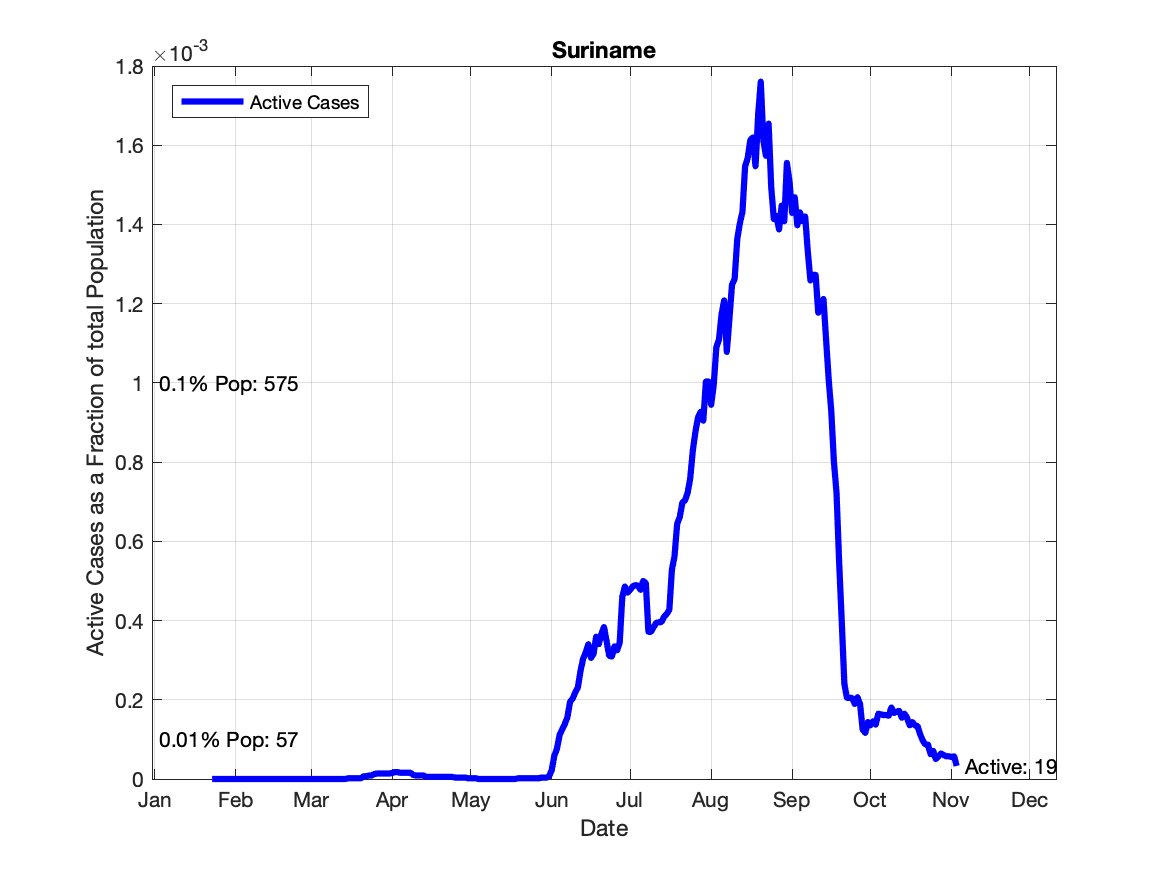 Suriname
×10-3
1.8
Active Cases
1.6
1.4
1.2
1
0.1% Pop: 575
0.8
0.6
0.4
0.2
0.01% Pop: 57
0
Active: 19
Active Cases as a Fraction of total Population
Jan Feb Mar Apr May Jun Jul Aug Sep Oct Nov Dec
Date